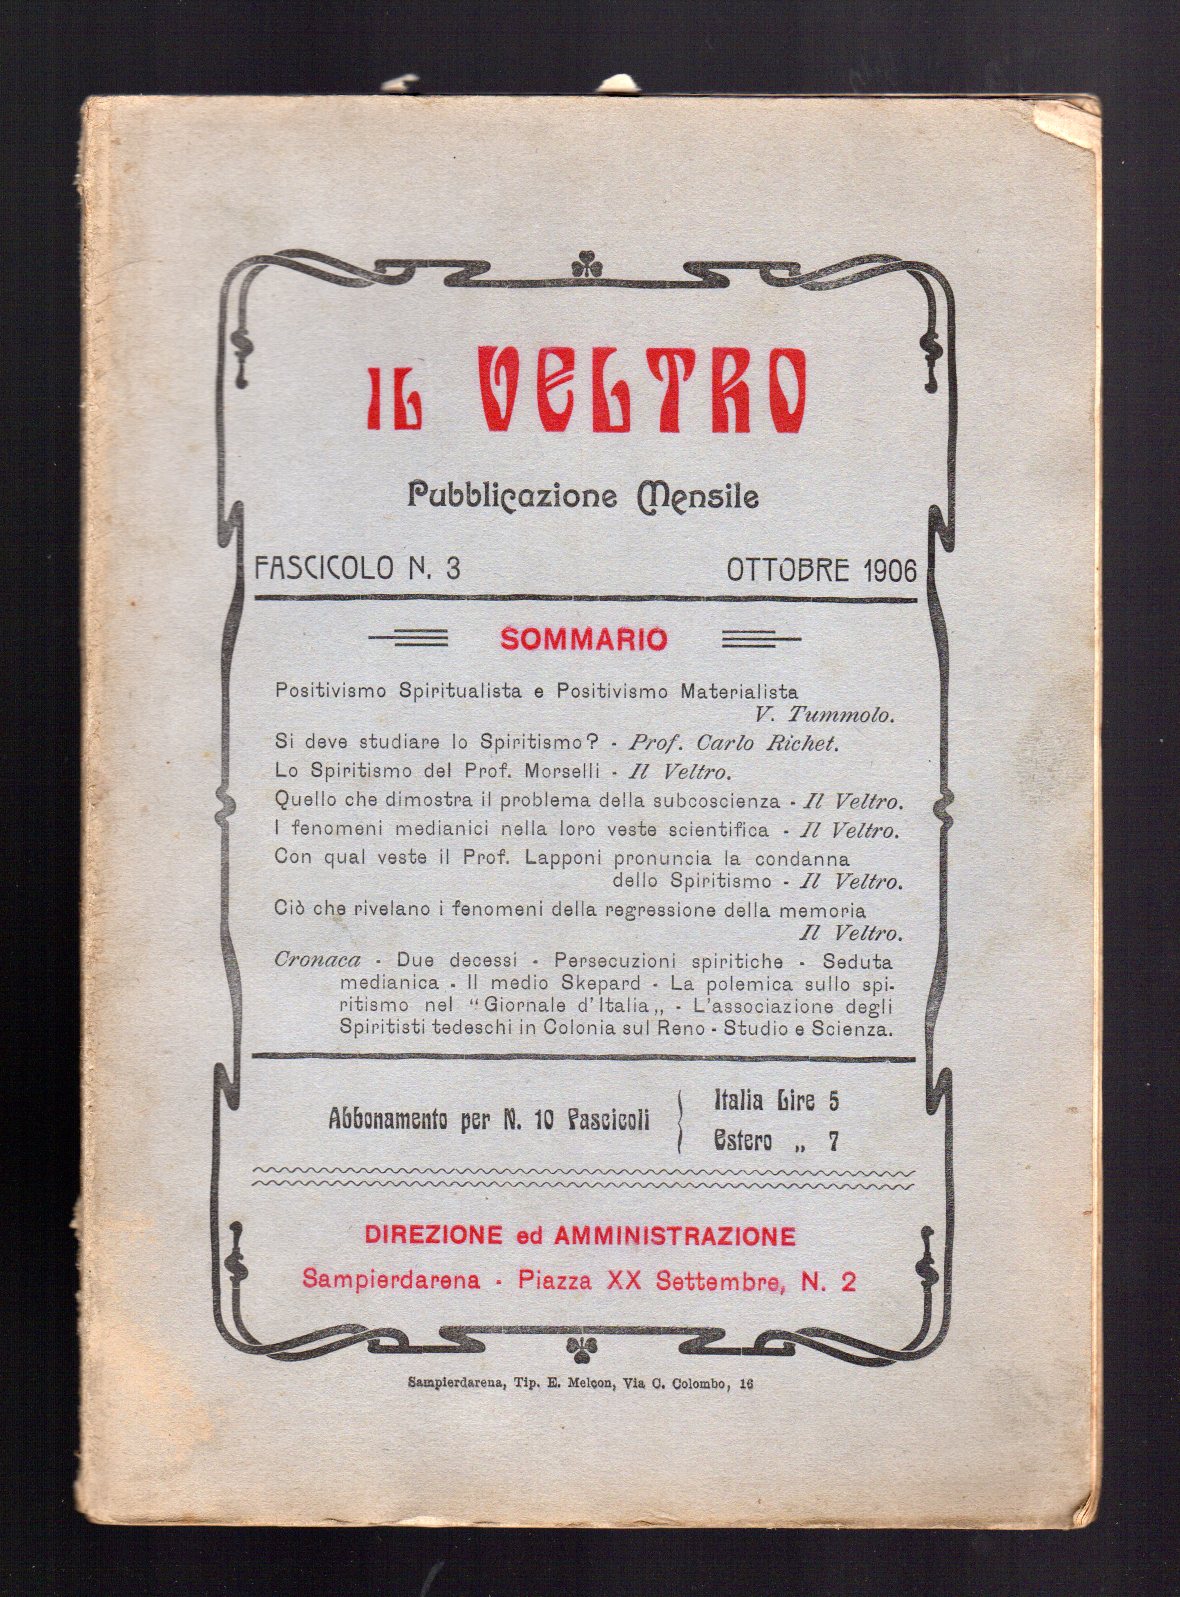 IL VELTRO
Pubblicazione Mensile
FASCICOLO N. 3 OTTOBRE 1906
SOMMARIO
Positivismo Spiritualista e Positivismo Materialista
V. Tummolo.
Si deve studiare lo Spiritismo? - Prof. Carlo Richet.
Lo Spiritismo del Prof. Morselli - Il Veltro.
Quello che dimostra il problema della subcoscienza - Il Veltro.
I fenomeni medianici nella loro veste scientifica - Il Veltro.
Con qual veste il Prof. Lapponi pronuncia la condanna
dello Spiritismo - Il Veltro.
Ciò che rivelano i fenomeni della regressione della memoria
Il Veltro.
Cronaca - Due decessi - Persecuzioni spiritiche - Seduta
medianica - Il medio Skepard - La polemica sullo spi-
ritismo nel "Giornale d'Italia„ - L'associazione degli
Spiritisti tedeschi in Colonia sul Reno - Studio e Scienza.
Abbonamento per N. 10 Fascicoli { Italia Lire 5
Estero „ 7
DIREZIONE ed AMMINISTRAZIONE
Sampierdarena - Piazza XX Settembre, N. 2
Sampierdarena, Tip. E. Melcon, Via C. Colombo, 16